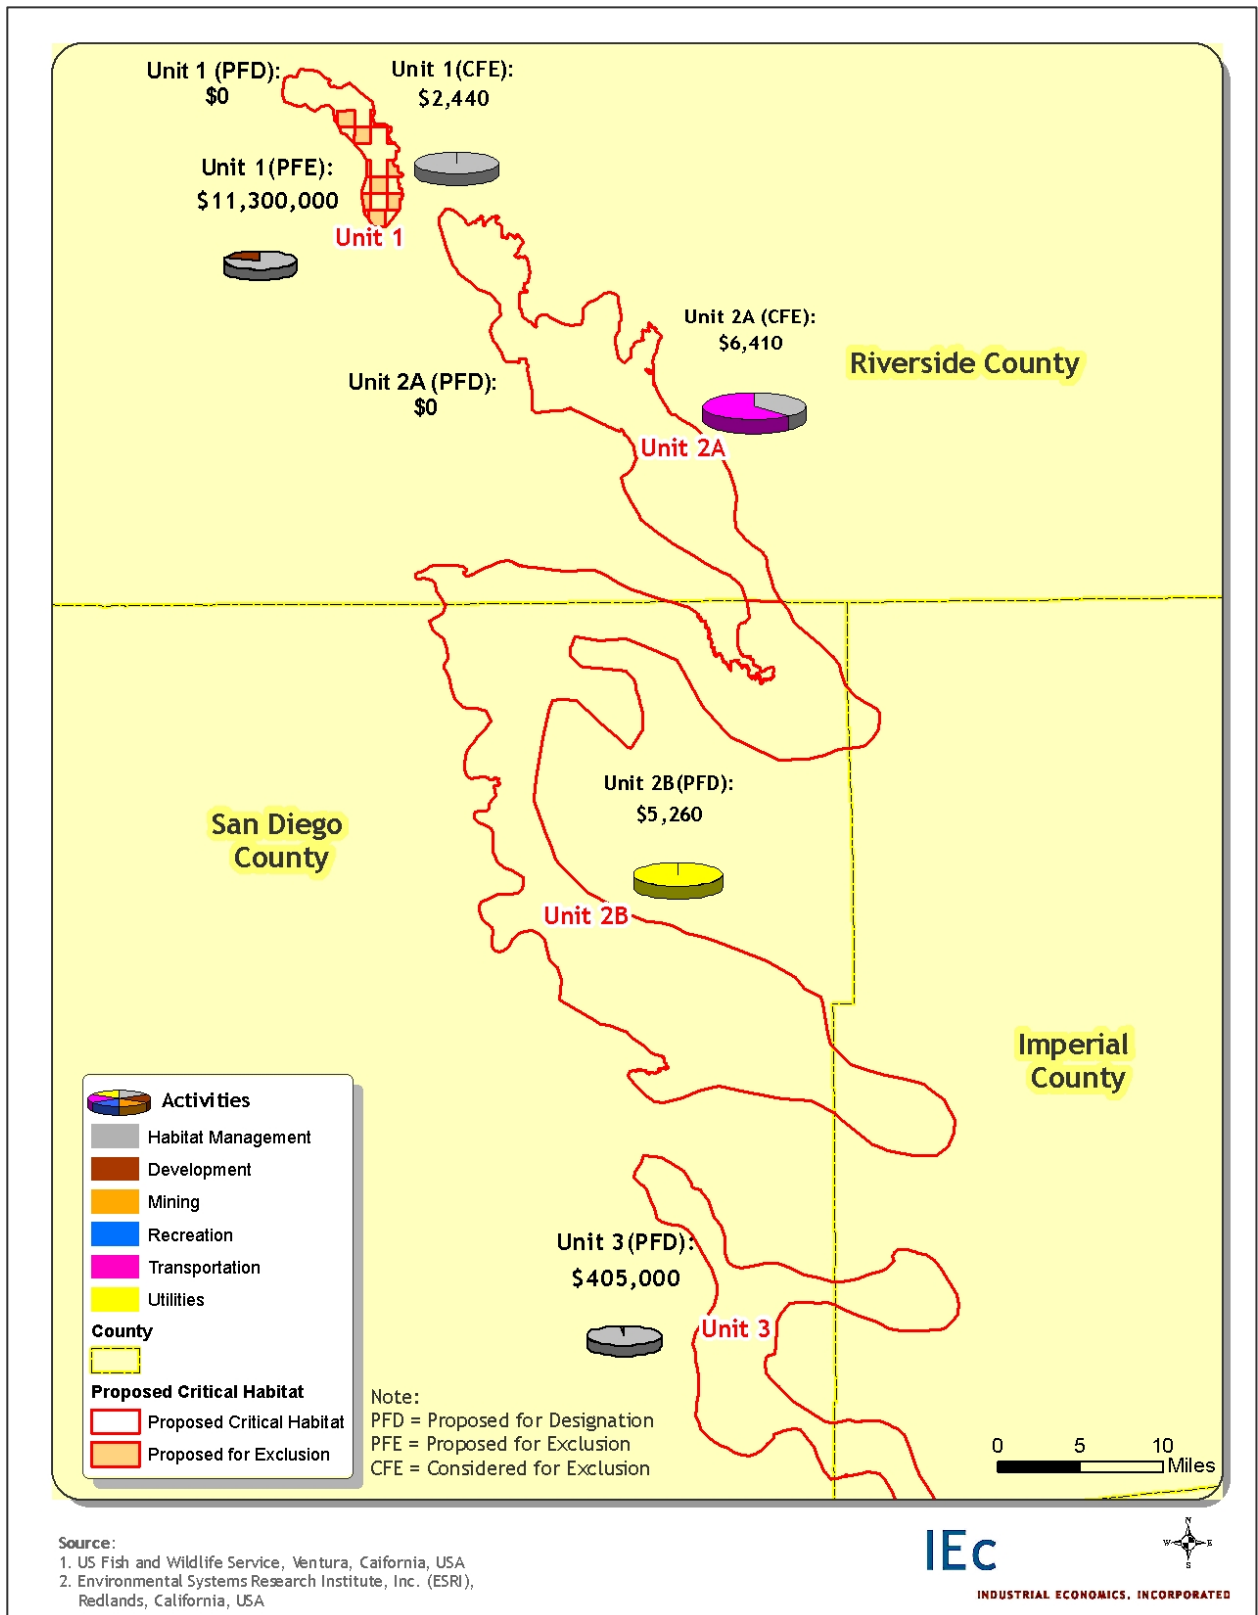 Unit 1 (PFD):
$0
Unit 1(CFE):
$2,440
Unit 1(PFE):
$11,300,000
Unit 1
Unit 2A (CFE):
$6,410
Riverside County
Unit 2A (PFD):
$0
Unit 2A
Unit 2B(PFD):
$5,260
San Diego
County
Unit 2B
Imperial
County
Unit 3(PFD):
$405,000
Unit 3
Activities
Habitat Management
Development
Mining
Recreation
Transportation
Utilities
County
Proposed Critical Habitat
Proposed Critical Habitat
Proposed for Exclusion
Note:
PFD = Proposed for Designation
PFE = Proposed for Exclusion
CFE = Considered for Exclusion
0 5 10
Miles
Source:
1. US Fish and Wildlife Service, Ventura, Caifornia, USA
2. Environmental Systems Research Institute, Inc. (ESRI),
Redlands, California, USA
IEc
N
W E
S
INDUSTRIAL ECONOMICS, INCORPORATED